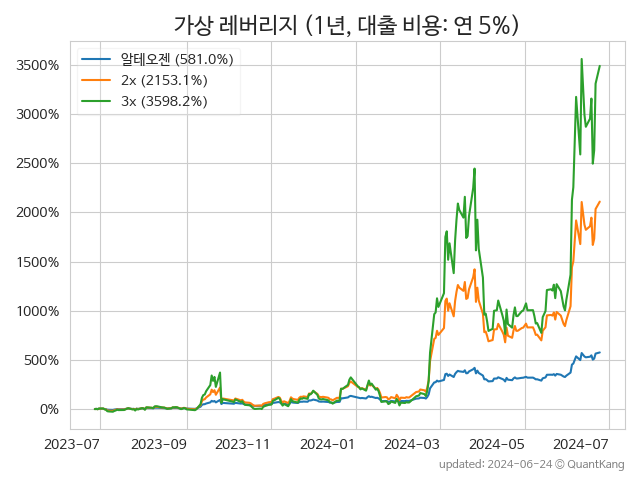 가상 레버리지 (1년, 대출 비용: 연 5%)
알테오젠 (581.0%)
2x (2153.1%)
3x (3598.2%)
3500%
3000%
2500%
2000%
1500%
1000%
500%
0%
2023-07 2023-09 2023-11 2024-01 2024-03 2024-05 2024-07
updated: 2024-06-24 © QuantKang